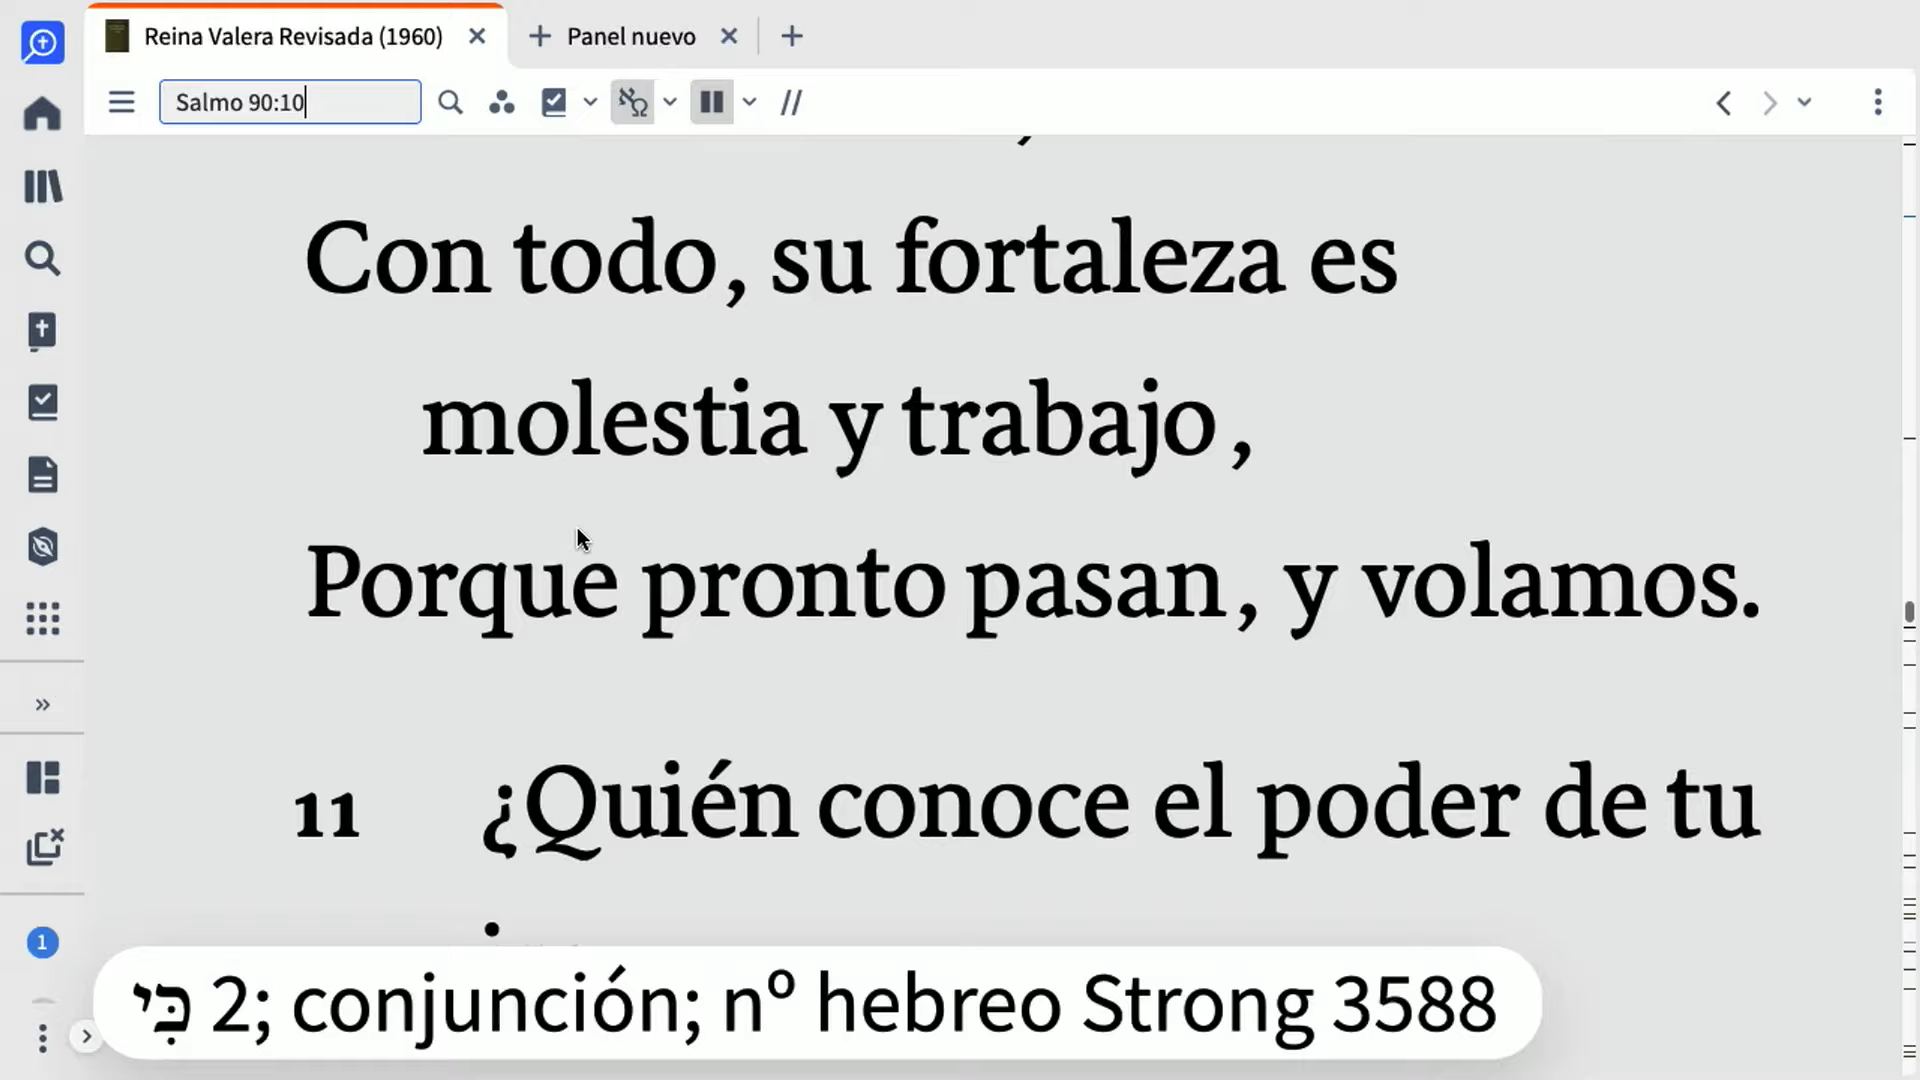 Reina Valera Revisada (1960)
Panel nuevo
Salmo 90:10
Con todo, su fortaleza es
molestia y trabajo,
Porque pronto pasan, y volamos.
11 ¿Quién conoce el poder de tu
1
כִּי 2; conjunción; nº hebreo Strong 3588